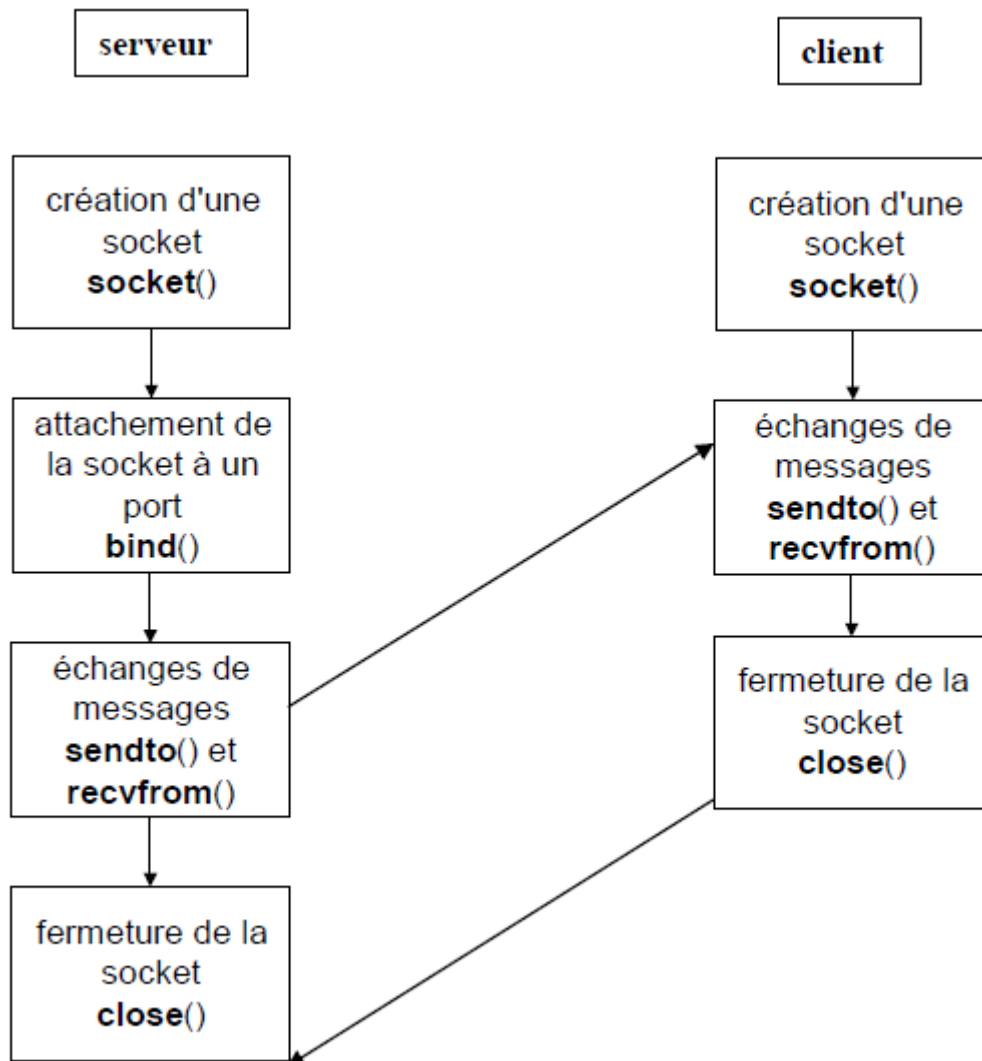 serveur
création d'une
socket
socket()
attachement de
la socket à un
port
bind()
échanges de
messages
sendto() et
recvfrom()
fermeture de la
socket
close()
client
création d'une
socket
socket()
échanges de
messages
sendto() et
recvfrom()
fermeture de la
socket
close()